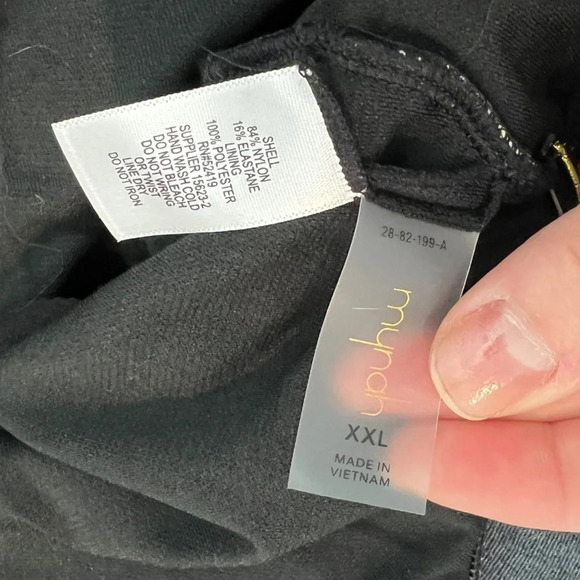 SHELL
84% NYLON
16% ELASTANE
LINING
100% POLYESTER
RN#52419
SUPPLIER 15623-2
HAND WASH COLD
DO NOT BLEACH
DO NOT WRING
OR TWIST
LINE DRY
DO NOT IRON
28-82-199-A
mynah
XXL
MADE IN
VIETNAM